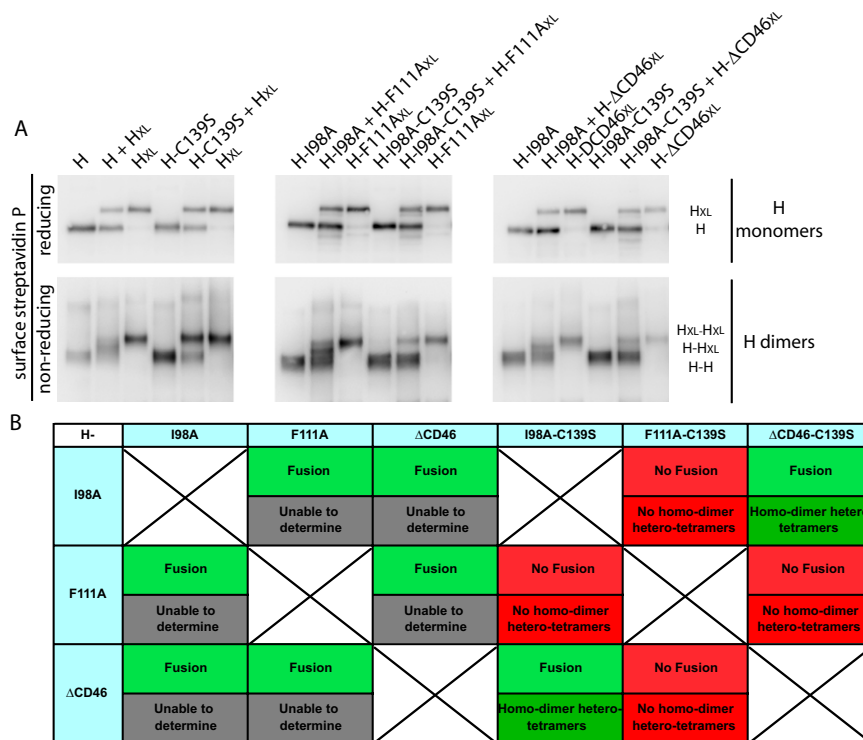 A
H
H + HXL
HXL
H-C139S
H-C139S + HXL
HXL
H-I98A
H-I98A + H-F111AXL
H-F111AXL
H-I98A-C139S
H-I98A-C139S + H-F111AXL
H-F111AXL
H-I98A
H-I98A + H-ΔCD46XL
H-DCD46XL
H-I98A-C139S
H-I98A-C139S + H-ΔCD46XL
H-ΔCD46XL
surface streptavidin P
reducing
non-reducing
HXL
H
H
monomers
HXL-HXL
H-HXL
H-H
H dimers
B
H- I98A F111A ΔCD46 I98A-C139S F111A-C139S ΔCD46-C139S
I98A
Fusion Fusion No Fusion Fusion
Unable to Unable to No homo-dimer Homo-dimer hetero-
determine determine hetero-tetramers tetramers
F111A
Fusion Fusion No Fusion No Fusion
Unable to Unable to No homo-dimer No homo-dimer
determine determine hetero-tetramers hetero-tetramers
ΔCD46
Fusion Fusion Fusion No Fusion
Unable to Unable to Homo-dimer hetero- No homo-dimer
determine determine tetramers hetero-tetramers